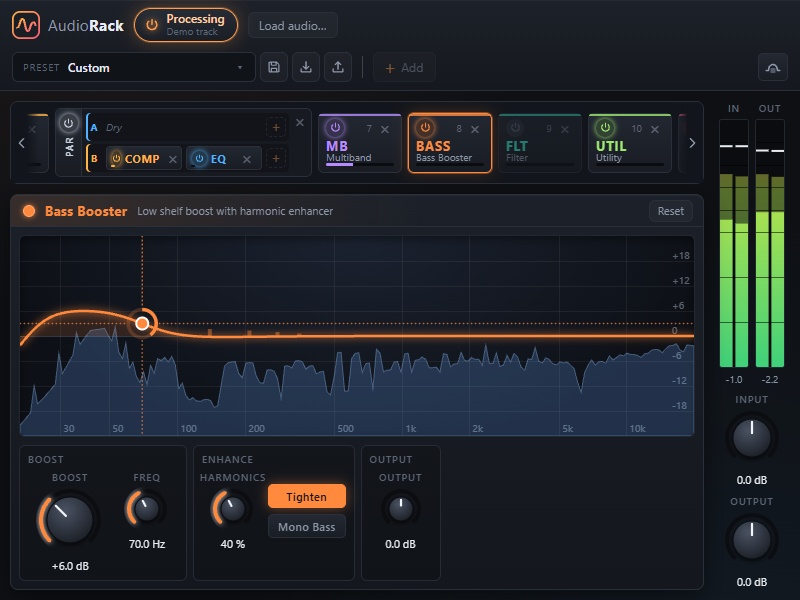 AudioRack
Processing
Demo track
Load audio...
PRESET Custom
+ Add
IN OUT
PAR
A Dry
B COMP EQ
7
MB
Multiband
8
BASS
Bass Booster
9
FLT
Filter
10
UTIL
Utility
Bass Booster Low shelf boost with harmonic enhancer
Reset
+18
+12
+6
0
-6
-12
-18
30 50 100 200 500 1k 2k 5k 10k
-1.0 -2.2
INPUT
0.0 dB
OUTPUT
0.0 dB
BOOST
BOOST FREQ
+6.0 dB
70.0 Hz
ENHANCE
HARMONICS
40 %
Tighten
Mono Bass
OUTPUT
OUTPUT
0.0 dB